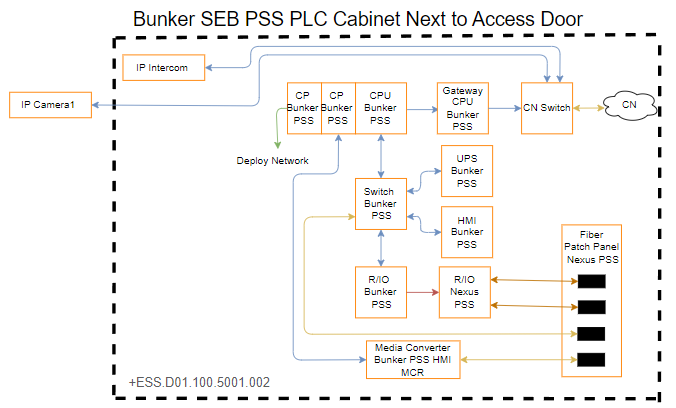 Bunker SEB PSS PLC Cabinet Next to Access Door
IP Intercom
IP Camera1
CP
Bunker
PSS
CP
Bunker
PSS
CPU
Bunker
PSS
Gateway
CPU
Bunker
PSS
CN Switch
CN
Deploy Network
UPS
Bunker
PSS
Switch
Bunker
PSS
HMI
Bunker
PSS
Fiber
Patch Panel
Nexus PSS
R/IO
Bunker
PSS
R/IO
Nexus
PSS
Media Converter
Bunker PSS HMI
MCR
+ESS.D01.100.5001.002